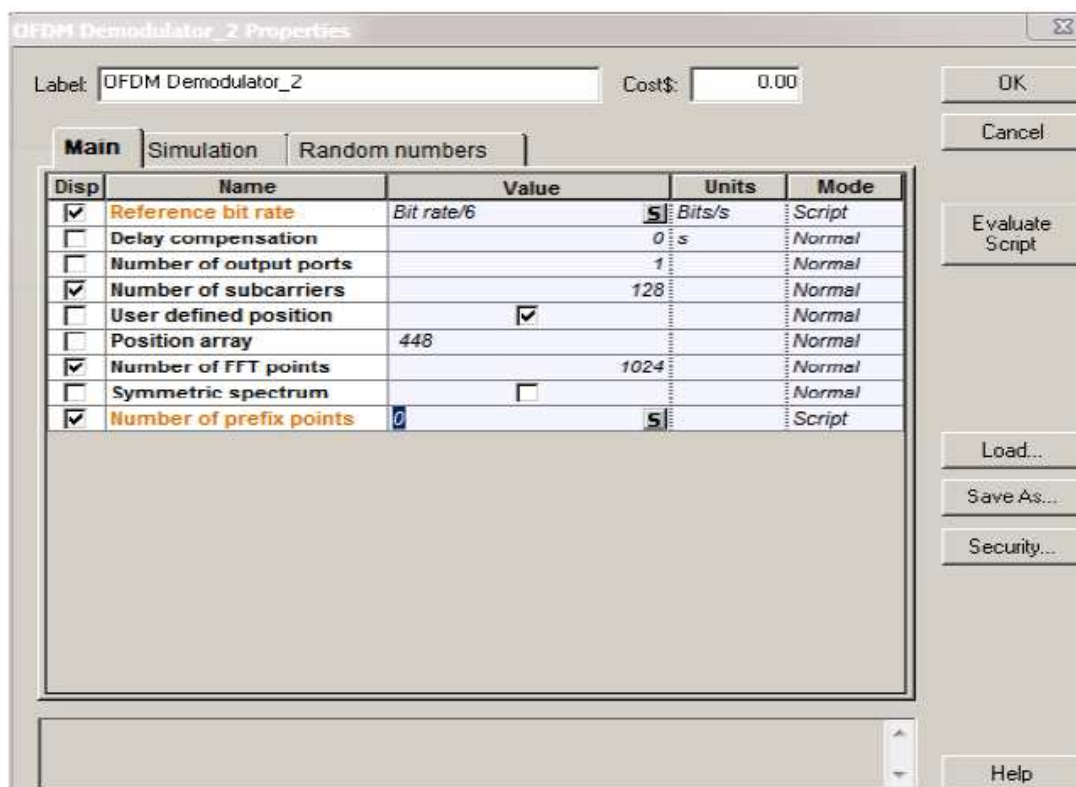 OFDM Demodulator_2 Properties
Label: OFDM Demodulator_2 Cost$: 0.00 OK
Cancel
Main Simulation Random numbers
Disp Name Value Units Mode
Reference bit rate Bit rate/6 S Bits/s Script
Evaluate Script
Delay compensation 0 s Normal
Number of output ports 1 Normal
Number of subcarriers 128 Normal
User defined position Normal
Position array 448 Normal
Number of FFT points 1024 Normal
Symmetric spectrum Normal
Number of prefix points 0 S Script
Load...
Save As...
Security...
Help